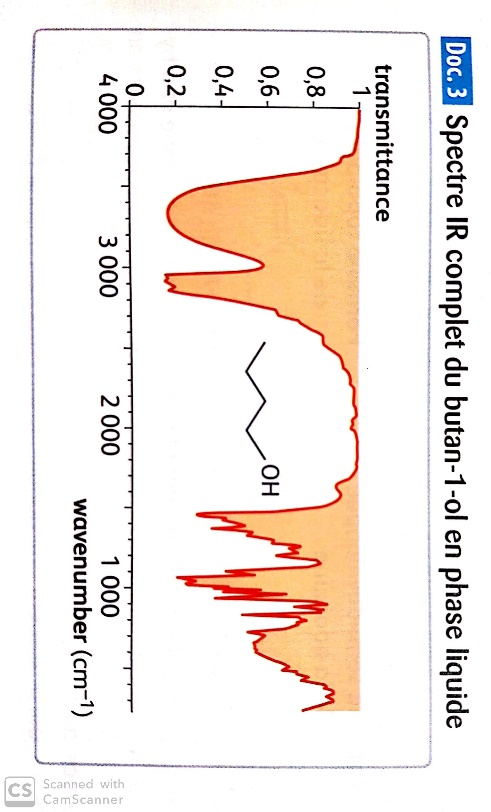 Doc. 3 Spectre IR complet du butan-1-ol en phase liquide
transmittance
1
0,8
0,6
0,4
0,2
0
4 000 3 000 2 000 1 000
wavenumber (cm⁻¹)
OH
CS Scanned with
CamScanner